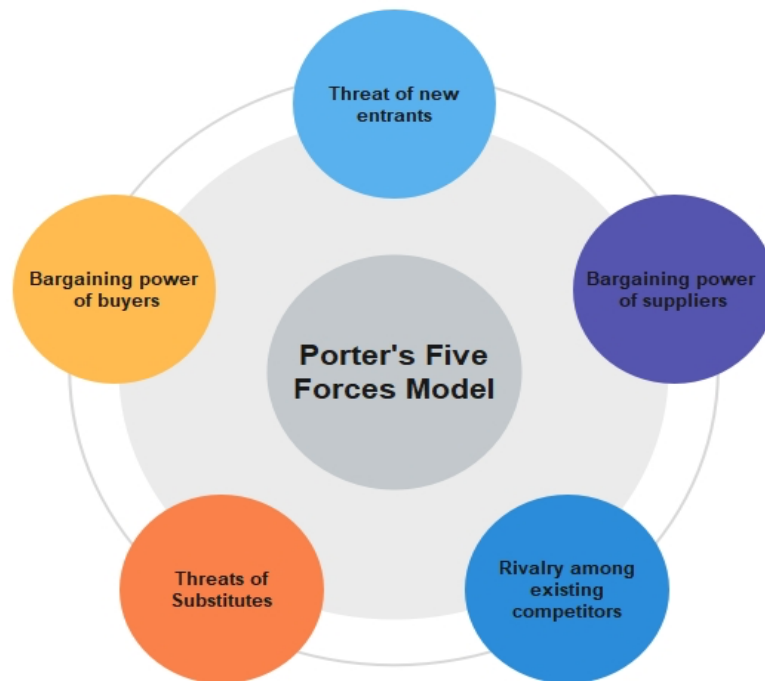 Threat of new
entrants
Bargaining power
of buyers
Bargaining power
of suppliers
Porter's Five
Forces Model
Threats of
Substitutes
Rivalry among
existing
competitors